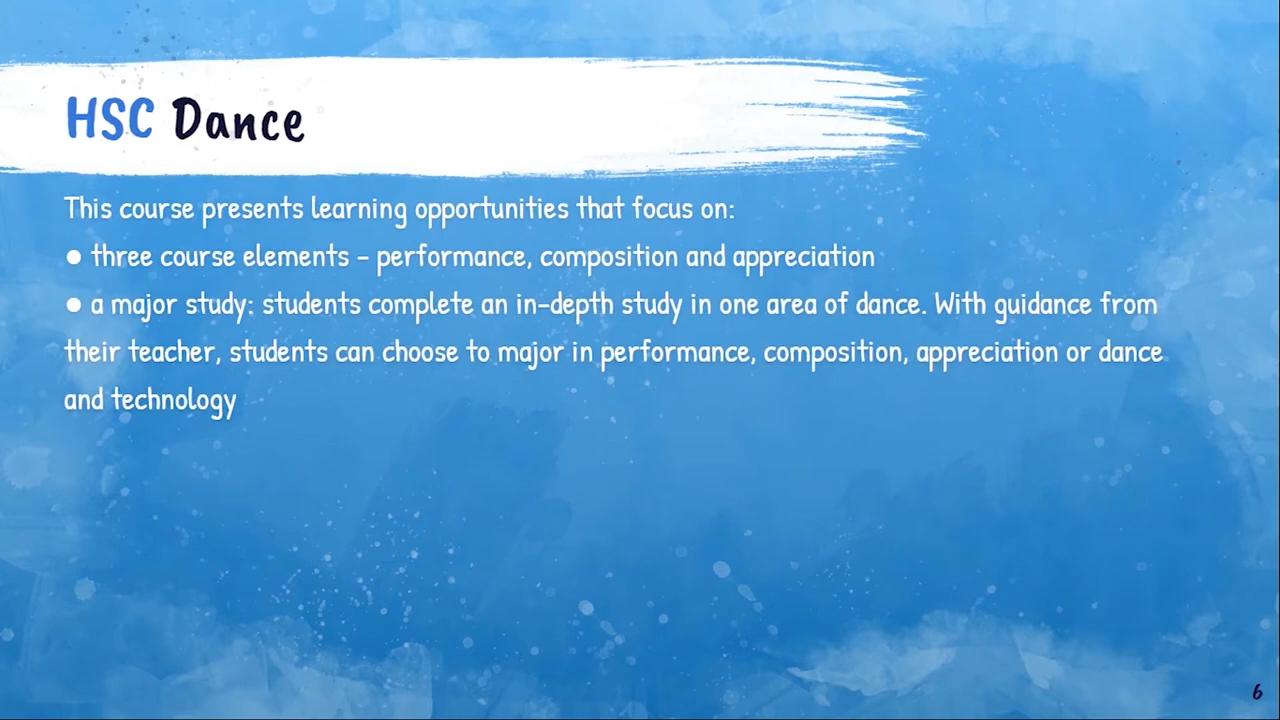 HSC Dance
This course presents learning opportunities that focus on:
● three course elements – performance, composition and appreciation
● a major study: students complete an in-depth study in one area of dance. With guidance from
their teacher, students can choose to major in performance, composition, appreciation or dance
and technology
6